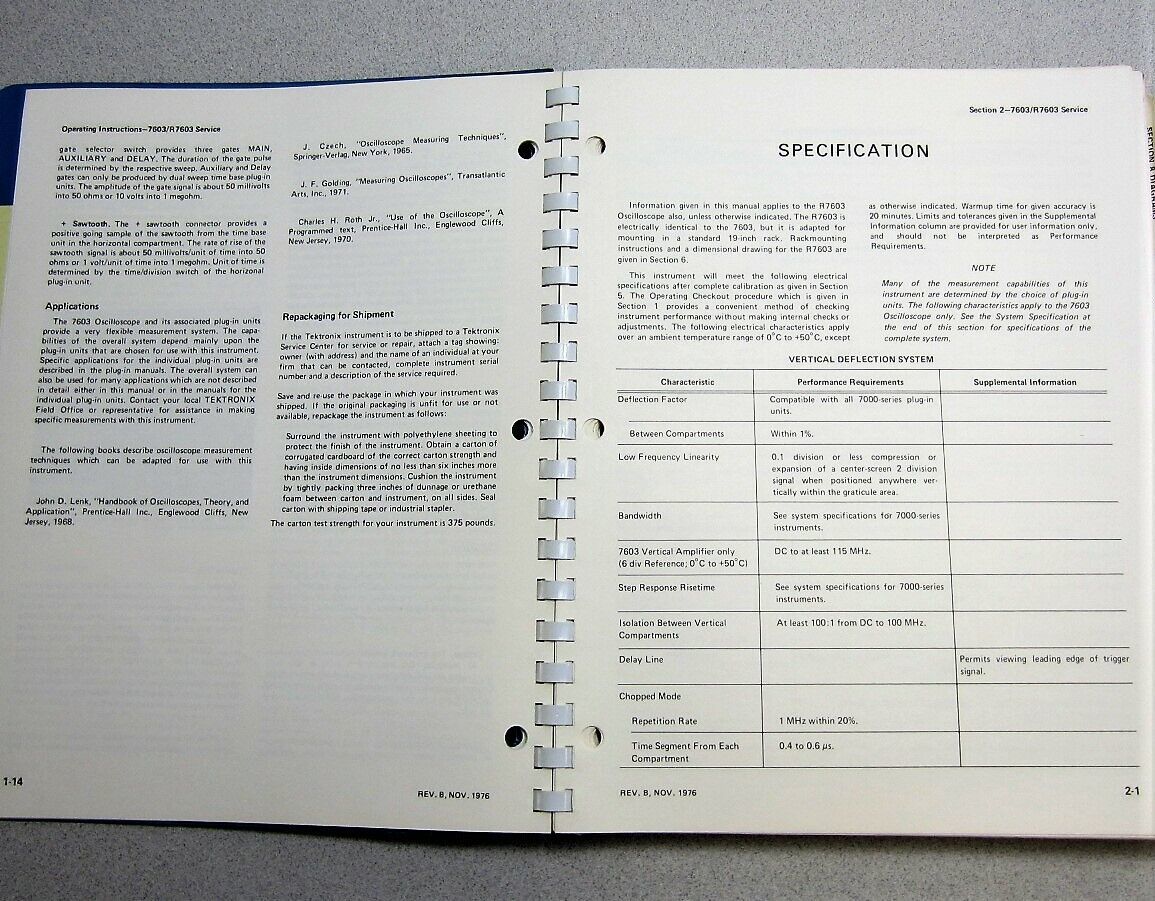 Operating Instructions—7603/R7603 Service
gate selector switch provides three gates MAIN,
AUXILIARY and DELAY. The duration of the gate pulse
is determined by the respective sweep. Auxiliary and Delay
gates can only be produced by dual sweep time base plug-in
units. The amplitude of the gate signal is about 50 millivolts
into 50 ohms or 10 volts into 1 megohm.
+ Sawtooth. The + sawtooth connector provides a
positive going sample of the sawtooth from the time base
unit in the horizontal compartment. The rate of rise of the
sawtooth signal is about 50 millivolts/unit of time into 50
ohms or 1 volt/unit of time into 1 megohm. Unit of time is
determined by the time/division switch of the horizonal
plug-in unit.
Applications
The 7603 Oscilloscope and its associated plug-in units
provide a very flexible measurement system. The capa-
bilities of the overall system depend mainly upon the
plug-in units that are chosen for use with this instrument.
Specific applications for the individual plug-in units are
described in the plug-in manuals. The overall system can
also be used for many applications which are not described
in detail either in this manual or in the manuals for the
individual plug-in units. Contact your local TEKTRONIX
Field Office or representative for assistance in making
specific measurements with this instrument.
The following books describe oscilloscope measurement
techniques which can be adapted for use with this
instrument.
John D. Lenk, "Handbook of Oscilloscopes, Theory, and
Application", Prentice-Hall Inc., Englewood Cliffs, New
Jersey, 1968.
J. Czech, "Oscilloscope Measuring Techniques",
Springer-Verlag, New York, 1965.
J. F. Golding, "Measuring Oscilloscopes", Transatlantic
Arts, Inc., 1971.
Charles H. Roth Jr., "Use of the Oscilloscope", A
Programmed text, Prentice-Hall Inc., Englewood Cliffs,
New Jersey, 1970.
Repackaging for Shipment
If the Tektronix instrument is to be shipped to a Tektronix
Service Center for service or repair, attach a tag showing:
owner (with address) and the name of an individual at your
firm that can be contacted, complete instrument serial
number and a description of the service required.
Save and re-use the package in which your instrument was
shipped. If the original packaging is unfit for use or not
available, repackage the instrument as follows:
Surround the instrument with polyethylene sheeting to
protect the finish of the instrument. Obtain a carton of
corrugated cardboard of the correct carton strength and
having inside dimensions of no less than six inches more
than the instrument dimensions. Cushion the instrument
by tightly packing three inches of dunnage or urethane
foam between carton and instrument, on all sides. Seal
carton with shipping tape or industrial stapler.
The carton test strength for your instrument is 375 pounds.
1-14
REV. B, NOV. 1976
Section 2—7603/R7603 Service
SPECIFICATION
Information given in this manual applies to the R7603
Oscilloscope also, unless otherwise indicated. The R7603 is
electrically identical to the 7603, but it is adapted for
mounting in a standard 19-inch rack. Rackmounting
instructions and a dimensional drawing for the R7603 are
given in Section 6.
This instrument will meet the following electrical
specifications after complete calibration as given in Section
5. The Operating Checkout procedure which is given in
Section 1 provides a convenient method of checking
instrument performance without making internal checks or
adjustments. The following electrical characteristics apply
over an ambient temperature range of 0°C to +50°C, except
as otherwise indicated. Warmup time for given accuracy is
20 minutes. Limits and tolerances given in the Supplemental
Information column are provided for user information only,
and should not be interpreted as Performance
Requirements.
NOTE
Many of the measurement capabilities of this
instrument are determined by the choice of plug-in
units. The following characteristics apply to the 7603
Oscilloscope only. See the System Specification at
the end of this section for specifications of the
complete system.
VERTICAL DEFLECTION SYSTEM
Characteristic Performance Requirements Supplemental Information
Deflection Factor Compatible with all 7000-series plug-in
units.
Between Compartments Within 1%.
Low Frequency Linearity 0.1 division or less compression or
expansion of a center-screen 2 division
signal when positioned anywhere ver-
tically within the graticule area.
Bandwidth See system specifications for 7000-series
instruments.
7603 Vertical Amplifier only DC to at least 115 MHz.
(6 div Reference; 0°C to +50°C)
Step Response Risetime See system specifications for 7000-series
instruments.
Isolation Between Vertical At least 100:1 from DC to 100 MHz.
Compartments
Delay Line Permits viewing leading edge of trigger
signal.
Chopped Mode
Repetition Rate 1 MHz within 20%.
Time Segment From Each 0.4 to 0.6 µs.
Compartment
REV. B, NOV. 1976
2-1